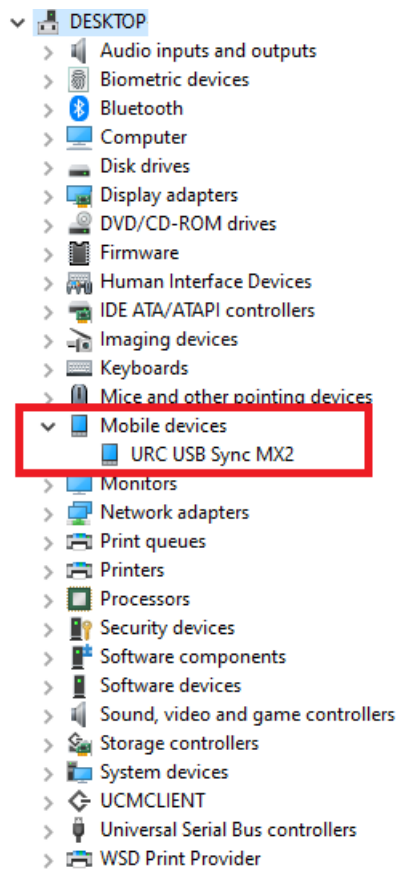 DESKTOP
Audio inputs and outputs
Biometric devices
Bluetooth
Computer
Disk drives
Display adapters
DVD/CD-ROM drives
Firmware
Human Interface Devices
IDE ATA/ATAPI controllers
Imaging devices
Keyboards
Mice and other pointing devices
Mobile devices
URC USB Sync MX2
Monitors
Network adapters
Print queues
Printers
Processors
Security devices
Software components
Software devices
Sound, video and game controllers
Storage controllers
System devices
UCMCLIENT
Universal Serial Bus controllers
WSD Print Provider